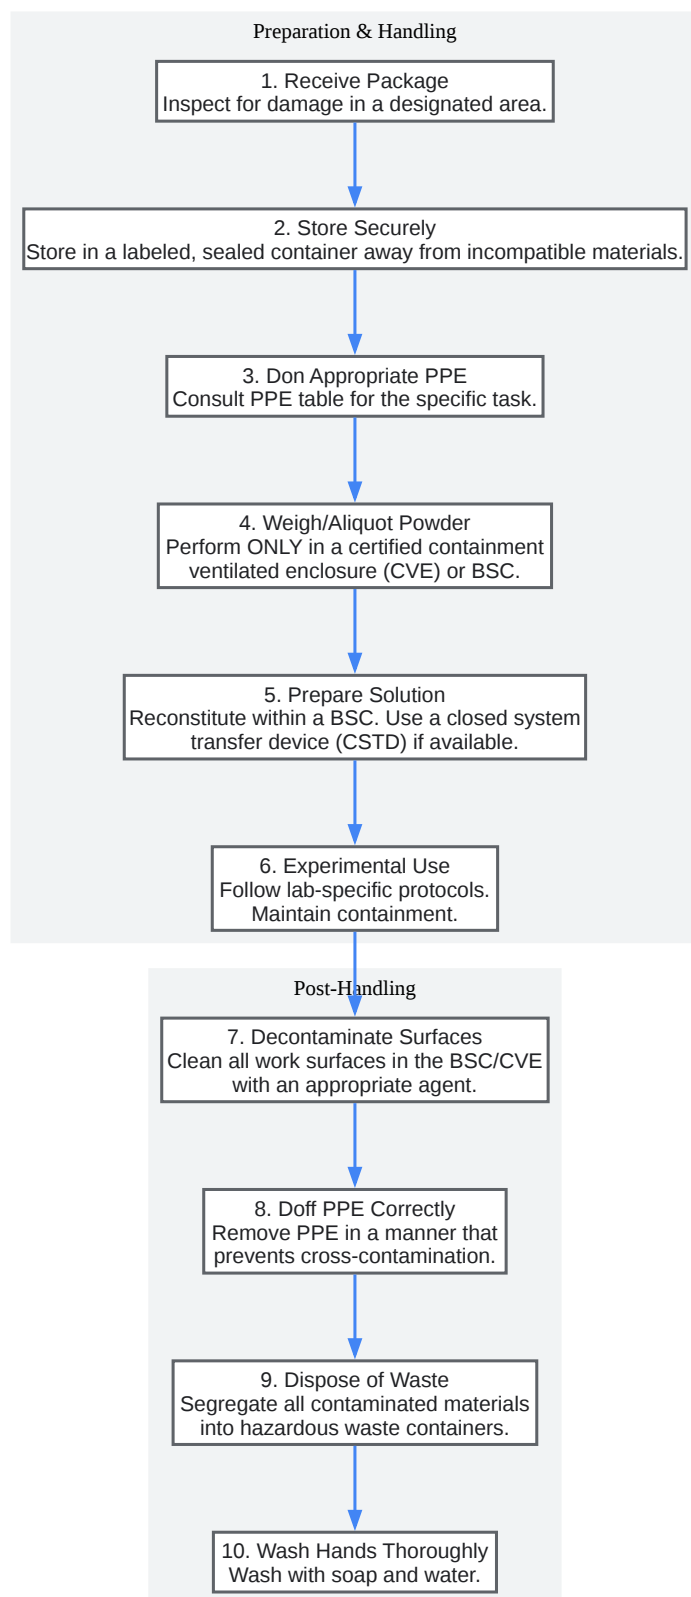 Preparation & Handling
1. Receive Package
Inspect for damage in a designated area.
2. Store Securely
Store in a labeled, sealed container away from incompatible materials.
3. Don Appropriate PPE
Consult PPE table for the specific task.
4. Weigh/Aliquot Powder
Perform ONLY in a certified containment
ventilated enclosure (CVE) or BSC.
5. Prepare Solution
Reconstitute within a BSC. Use a closed system
transfer device (CSTD) if available.
6. Experimental Use
Follow lab-specific protocols.
Maintain containment.
Post-Handling
7. Decontaminate Surfaces
Clean all work surfaces in the BSC/CVE
with an appropriate agent.
8. Doff PPE Correctly
Remove PPE in a manner that
prevents cross-contamination.
9. Dispose of Waste
Segregate all contaminated materials
into hazardous waste containers.
10. Wash Hands Thoroughly
Wash with soap and water.